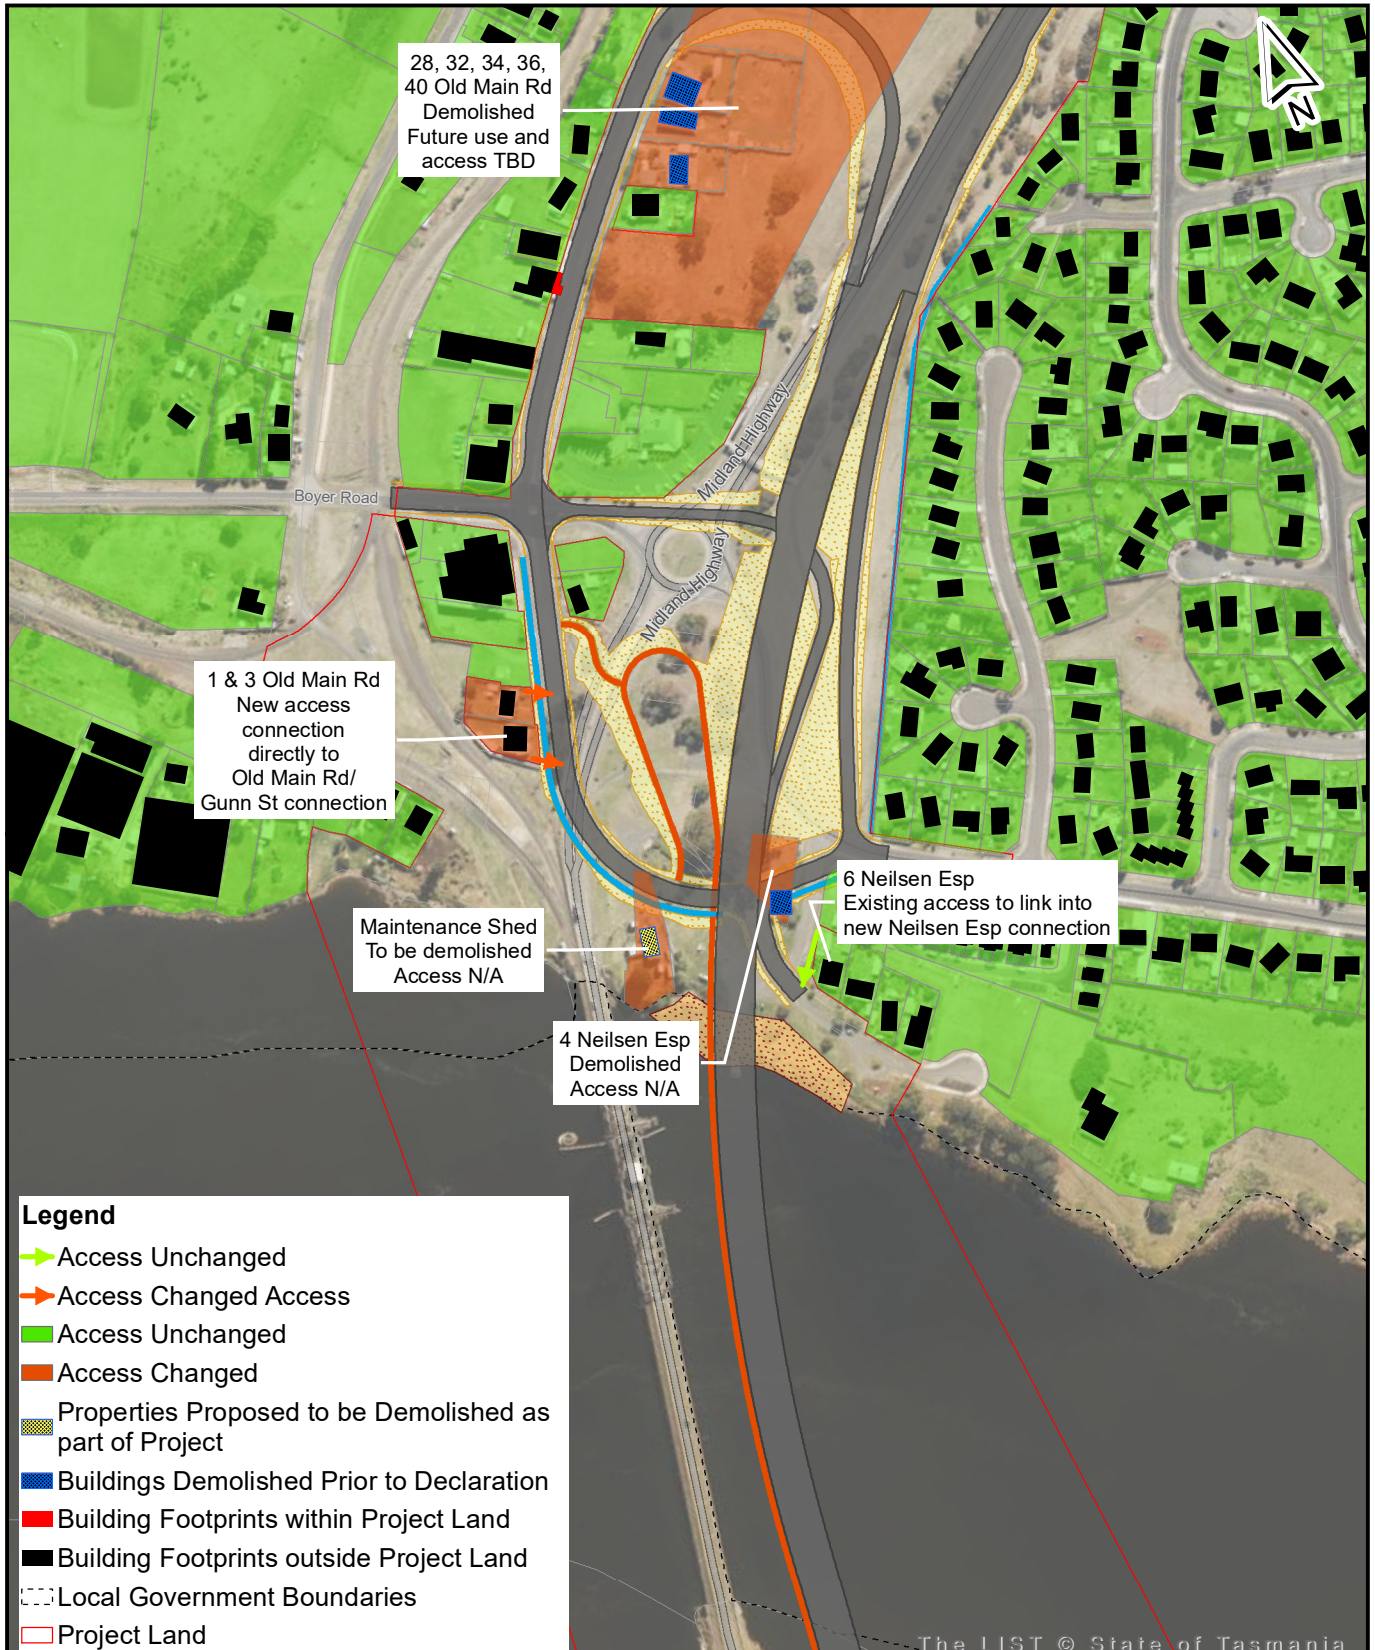 28, 32, 34, 36,
40 Old Main Rd
Demolished
Future use and
access TBD
N
Midland Highway
Boyer Road
Midland Highway
1 & 3 Old Main Rd
New access
connection
directly to
Old Main Rd/
Gunn St connection
6 Neilsen Esp
Existing access to link into
new Neilsen Esp connection
Maintenance Shed
To be demolished
Access N/A
4 Neilsen Esp
Demolished
Access N/A
Legend
Access Unchanged
Access Changed Access
Access Unchanged
Access Changed
Properties Proposed to be Demolished as
part of Project
Buildings Demolished Prior to Declaration
Building Footprints within Project Land
Building Footprints outside Project Land
Local Government Boundaries
Project Land
The LIST © State of Tasmania